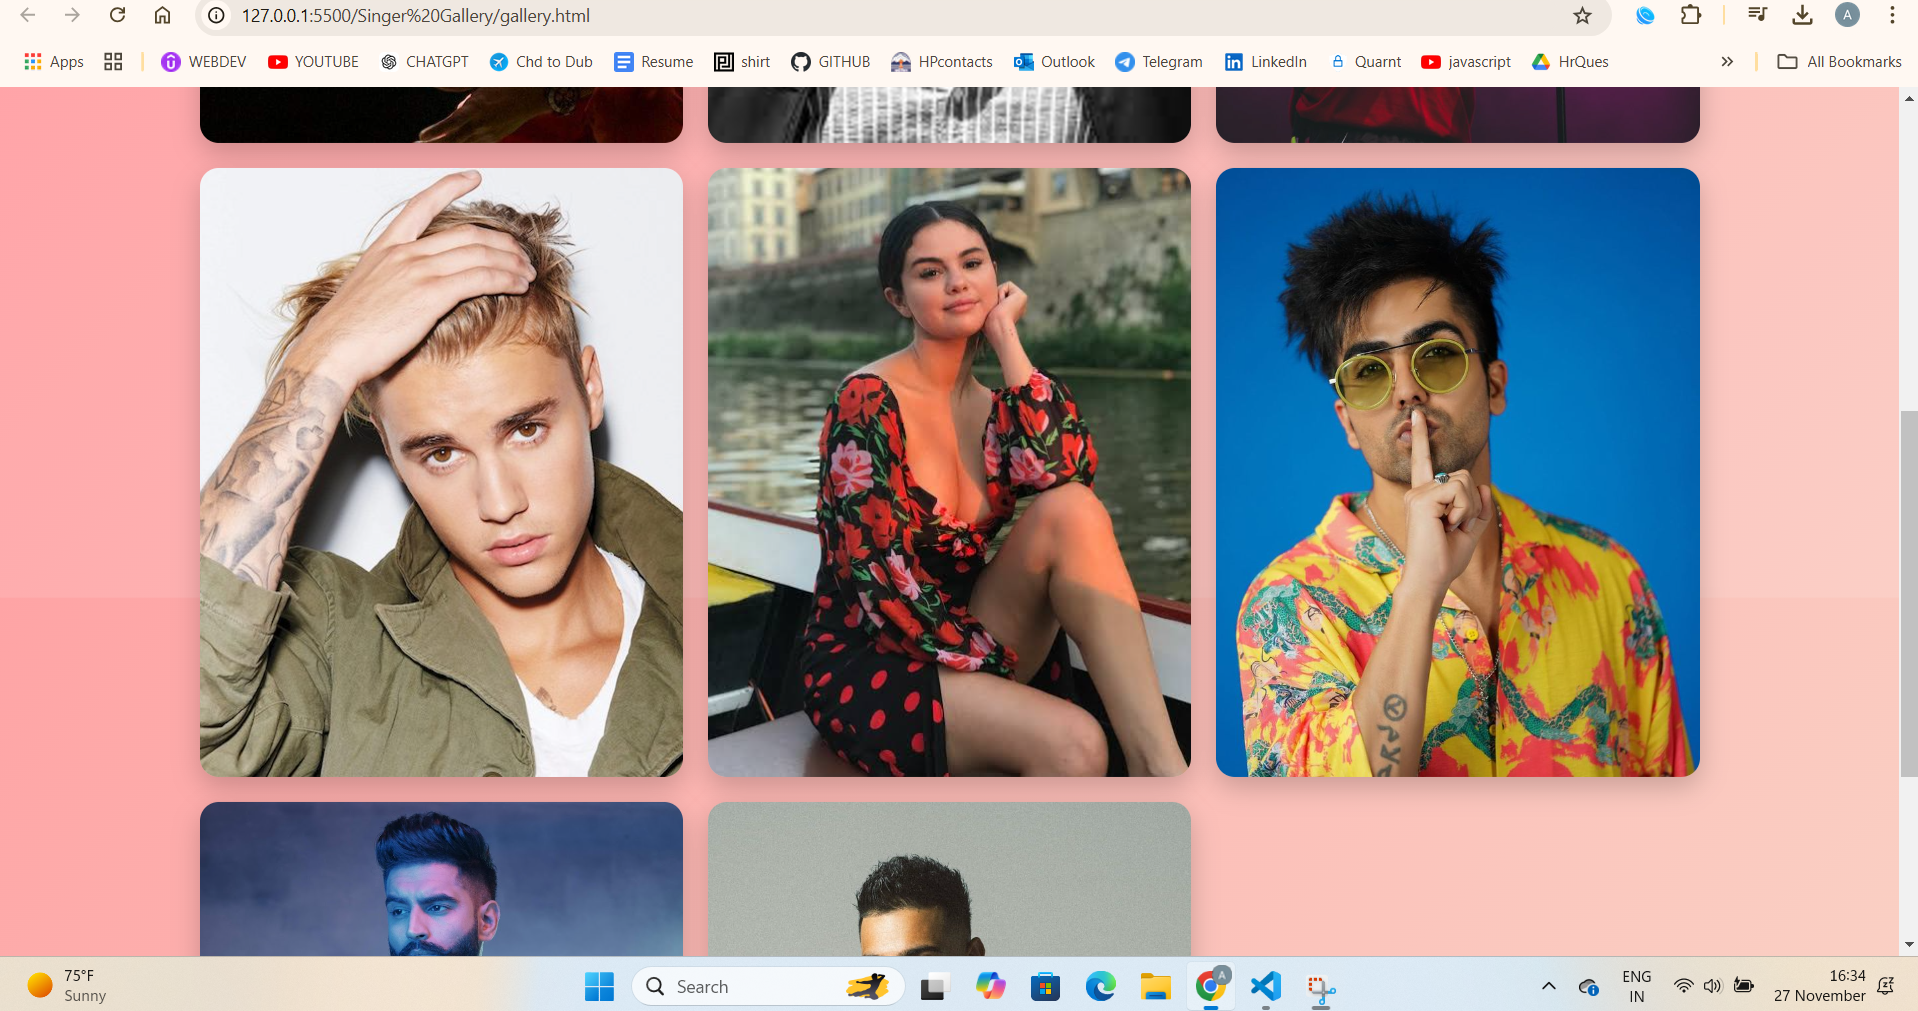 127.0.0.1:5500/Singer%20Gallery/gallery.html
A
Apps WEBDEV YOUTUBE CHATGPT Chd to Dub Resume shirt GITHUB HPcontacts Outlook Telegram LinkedIn Quarnt javascript HrQues » All Bookmarks
75°F
Sunny
Search
A
ENG
IN
16:34
27 November